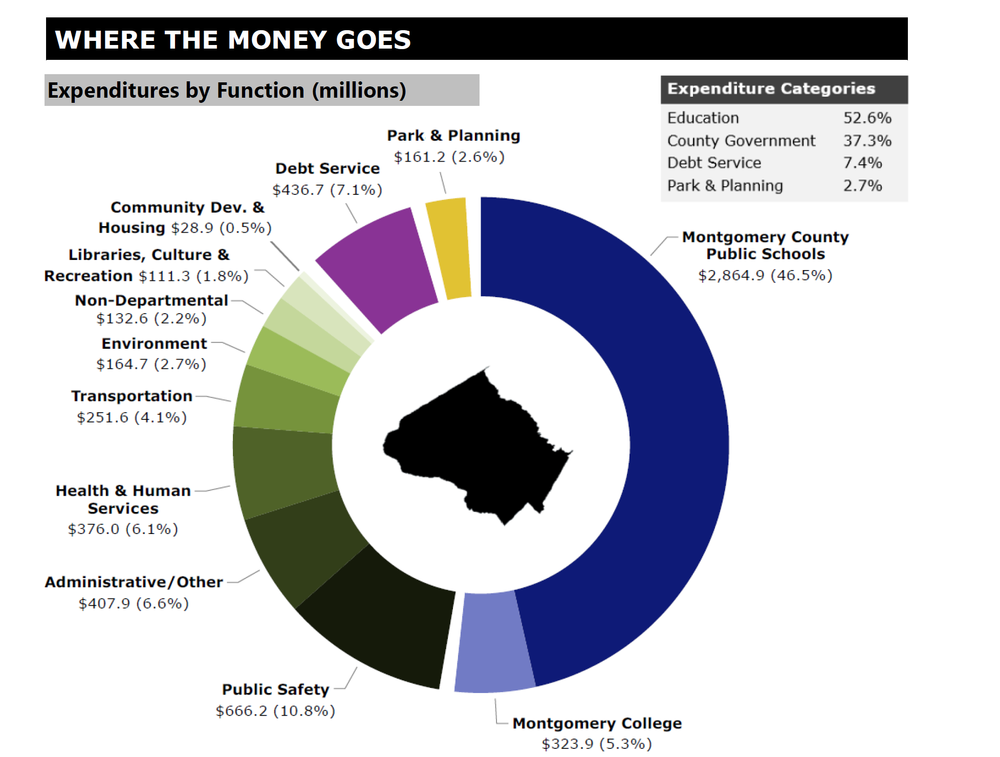 WHERE THE MONEY GOES
Expenditures by Function (millions)
Expenditure Categories
Education 52.6%
County Government 37.3%
Debt Service 7.4%
Park & Planning 2.7%
Park & Planning
$161.2 (2.6%)
Debt Service
$436.7 (7.1%)
Community Dev. &
Housing $28.9 (0.5%)
Libraries, Culture &
Recreation $111.3 (1.8%)
Non-Departmental
$132.6 (2.2%)
Environment
$164.7 (2.7%)
Transportation
$251.6 (4.1%)
Health & Human
Services
$376.0 (6.1%)
Administrative/Other
$407.9 (6.6%)
Public Safety
$666.2 (10.8%)
Montgomery College
$323.9 (5.3%)
Montgomery County
Public Schools
$2,864.9 (46.5%)